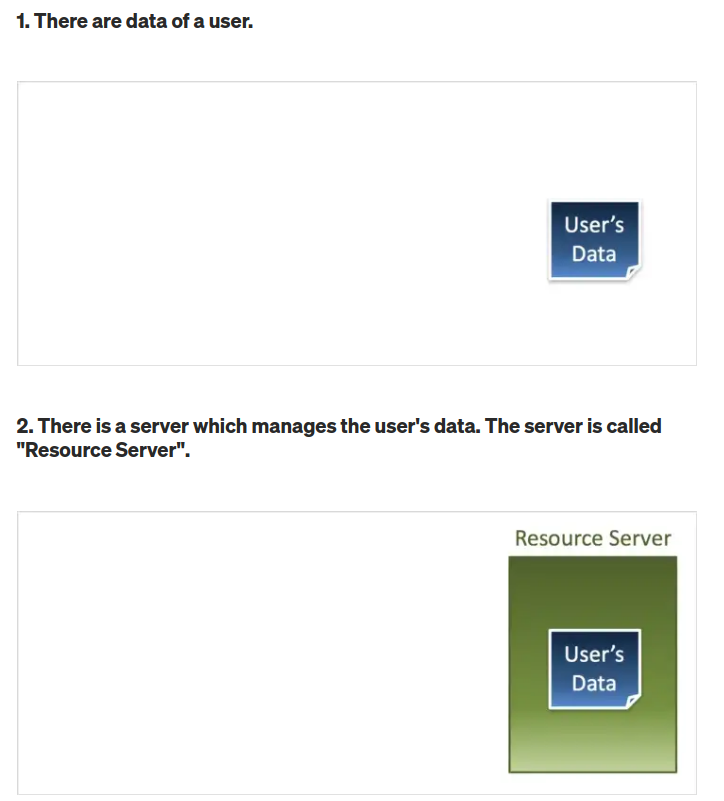 1. There are data of a user.
User’s
Data
2. There is a server which manages the user's data. The server is called
"Resource Server".
Resource Server
User’s
Data